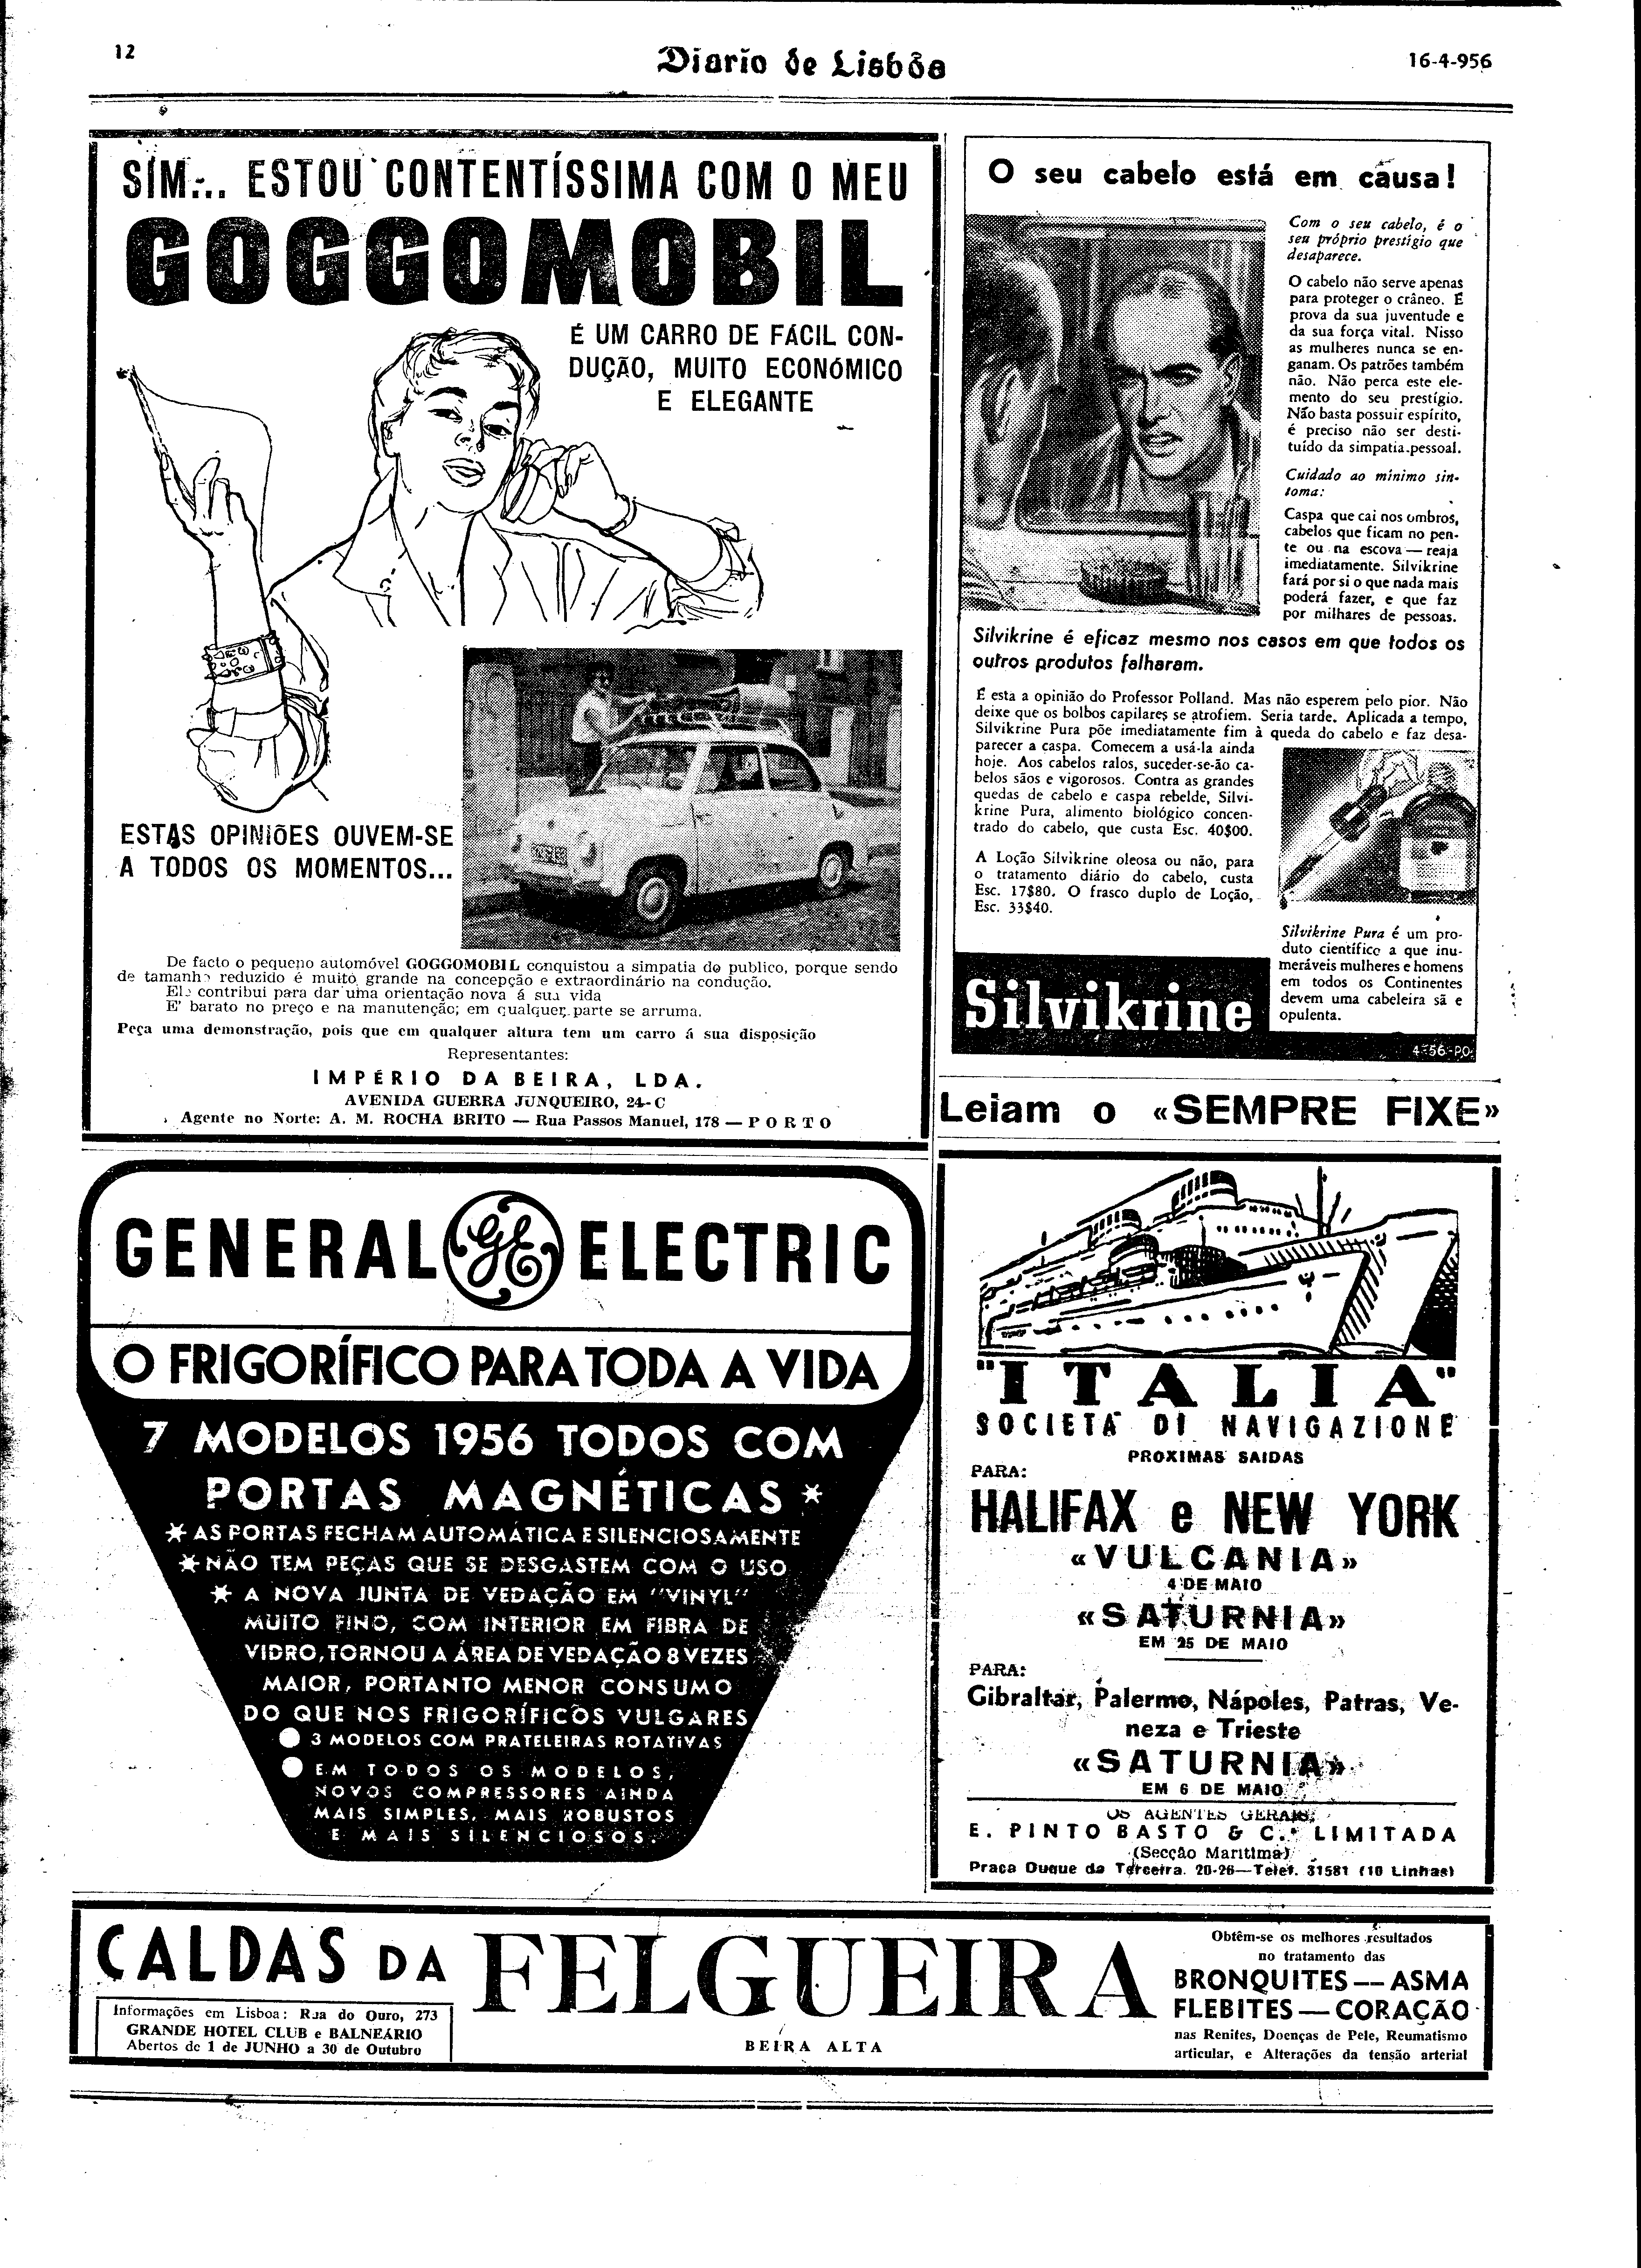 12
Diario de Lisbôa
16-4-956
SIM... ESTOU CONTENTÍSSIMA COM O MEU
GOGGOMOBIL
É UM CARRO DE FÁCIL CON-
DUÇÃO, MUITO ECONÓMICO
E ELEGANTE
ESTAS OPINIÕES OUVEM-SE
A TODOS OS MOMENTOS...
De facto o pequeno automóvel GOGGOMOBIL conquistou a simpatia do publico, porque sendo
de tamanho reduzido é muito grande na concepção e extraordinário na condução.
Ele contribui para dar uma orientação nova á sua vida
E' barato no preço e na manutenção; em qualquer parte se arruma.
Peça uma demonstração, pois que em qualquer altura tem um carro á sua disposição
Representantes:
IMPÉRIO DA BEIRA, LDA.
AVENIDA GUERRA JUNQUEIRO, 24-C
Agente no Norte: A. M. ROCHA BRITO — Rua Passos Manuel, 178 — PORTO
O seu cabelo está em causa!
Com o seu cabelo, é o
seu próprio prestígio que
desaparece.
O cabelo não serve apenas
para proteger o crâneo. É
prova da sua juventude e
da sua força vital. Nisso
as mulheres nunca se en-
ganam. Os patrões também
não. Não perca este ele-
mento do seu prestígio.
Não basta possuir espírito,
é preciso não ser desti-
tuído da simpatia pessoal.
Cuidado ao mínimo sin-
toma:
Caspa que cai nos ombros,
cabelos que ficam no pen-
te ou na escova — reaja
imediatamente. Silvikrine
fará por si o que nada mais
poderá fazer, e que faz
por milhares de pessoas.
Silvikrine é eficaz mesmo nos casos em que todos os
outros produtos falharam.
É esta a opinião do Professor Polland. Mas não esperem pelo pior. Não
deixe que os bolbos capilares se atrofiem. Seria tarde. Aplicada a tempo,
Silvikrine Pura põe imediatamente fim à queda do cabelo e faz desa-
parecer a caspa. Comecem a usá-la ainda
hoje. Aos cabelos ralos, suceder-se-ão ca-
belos sãos e vigorosos. Contra as grandes
quedas de cabelo e caspa rebelde, Silvi-
krine Pura, alimento biológico concen-
trado do cabelo, que custa Esc. 40$00.
A Loção Silvikrine oleosa ou não, para
o tratamento diário do cabelo, custa
Esc. 17$80. O frasco duplo de Loção,
Esc. 33$40.
Silvikrine Pura é um pro-
duto científico a que inu-
meráveis mulheres e homens
em todos os Continentes
devem uma cabeleira sã e
opulenta.
Silvikrine
4-56-PO
Leiam o «SEMPRE FIXE»
GENERAL GE ELECTRIC
O FRIGORÍFICO PARA TODA A VIDA
7 MODELOS 1956 TODOS COM
PORTAS MAGNÉTICAS *
* AS PORTAS FECHAM AUTOMÁTICA E SILENCIOSAMENTE
* NÃO TEM PEÇAS QUE SE DESGASTEM COM O USO
* A NOVA JUNTA DE VEDAÇÃO EM "VINYL"
MUITO FINO, COM INTERIOR EM FIBRA DE
VIDRO, TORNOU A ÁREA DE VEDAÇÃO 8 VEZES
MAIOR, PORTANTO MENOR CONSUMO
DO QUE NOS FRIGORÍFICOS VULGARES
● 3 MODELOS COM PRATELEIRAS ROTATIVAS
● EM TODOS OS MODELOS,
NOVOS COMPRESSORES AINDA
MAIS SIMPLES, MAIS ROBUSTOS
E MAIS SILENCIOSOS.
"ITALIA"
SOCIETA' DI NAVIGAZIONE
PROXIMAS SAIDAS
PARA:
HALIFAX e NEW YORK
«VULCANIA»
4 DE MAIO
«SATURNIA»
EM 25 DE MAIO
PARA:
Gibraltar, Palermo, Nápoles, Patras, Ve-
neza e Trieste
«SATURNIA»
EM 6 DE MAIO
OS AGENTES GERAIS:
E. PINTO BASTO & C.ª LIMITADA
(Secção Maritima)
Praça Duque da Terceira, 20-26—Telef. 31581 (10 Linhas)
CALDAS DA FELGUEIRA
Informações em Lisboa: Rua do Ouro, 273
GRANDE HOTEL CLUB e BALNEÁRIO
Abertos de 1 de JUNHO a 30 de Outubro
BEIRA ALTA
Obtêm-se os melhores resultados
no tratamento das
BRONQUITES — ASMA
FLEBITES — CORAÇÃO
nas Renites, Doenças de Pele, Reumatismo
articular, e Alterações da tensão arterial